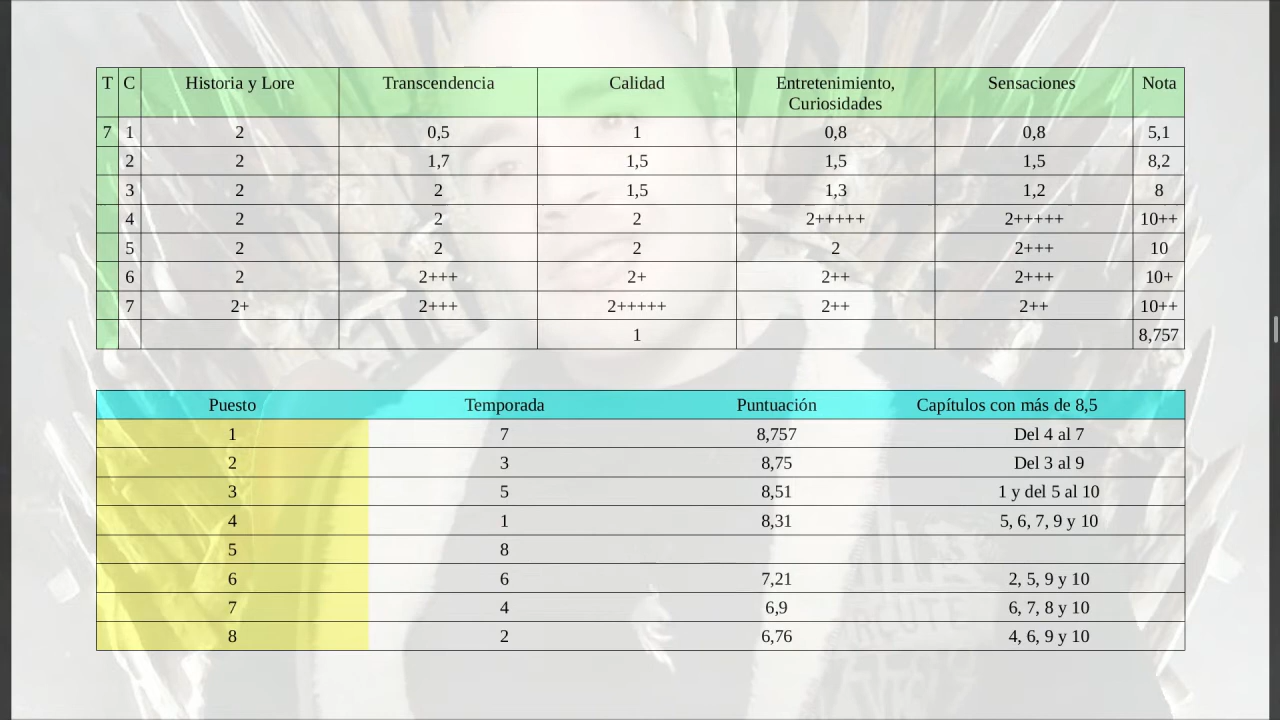 T C Historia y Lore Transcendencia Calidad Entretenimiento, Curiosidades Sensaciones Nota
7 1 2 0,5 1 0,8 0,8 5,1
2 2 1,7 1,5 1,5 1,5 8,2
3 2 2 1,5 1,3 1,2 8
4 2 2 2 2+++++ 2+++++ 10++
5 2 2 2 2 2+++ 10
6 2 2+++ 2+ 2++ 2+++ 10+
7 2+ 2+++ 2+++++ 2++ 2++ 10++
1 8,757
Puesto Temporada Puntuación Capítulos con más de 8,5
1 7 8,757 Del 4 al 7
2 3 8,75 Del 3 al 9
3 5 8,51 1 y del 5 al 10
4 1 8,31 5, 6, 7, 9 y 10
5 8
6 6 7,21 2, 5, 9 y 10
7 4 6,9 6, 7, 8 y 10
8 2 6,76 4, 6, 9 y 10